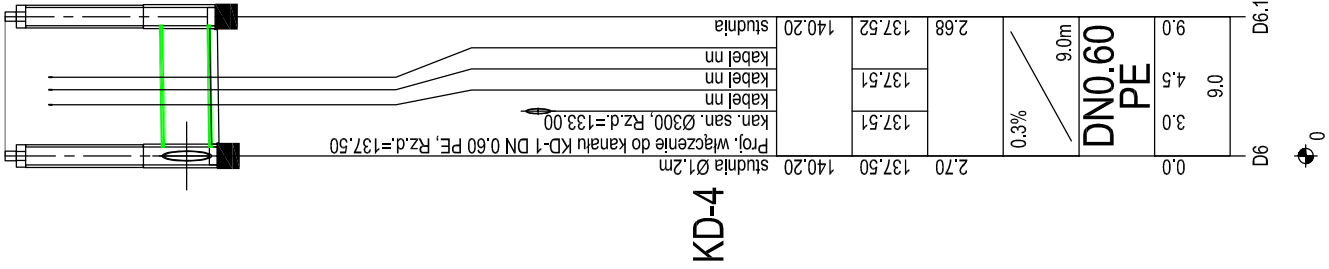 KD-4
studnia Ø1.2m
Proj. włączenie do kanału KD-1 DN 0.60 PE, Rz.d.=137.50
kan. san. Ø300, Rz.d.=133.00
kabel nn
kabel nn
kabel nn
studnia
140.20
140.20
137.50
137.51
137.51
137.52
2.70
2.68
0.3%
9.0m
DN0.60
PE
0.0
3.0
4.5
9.0
9.0
D6
D6.1
0